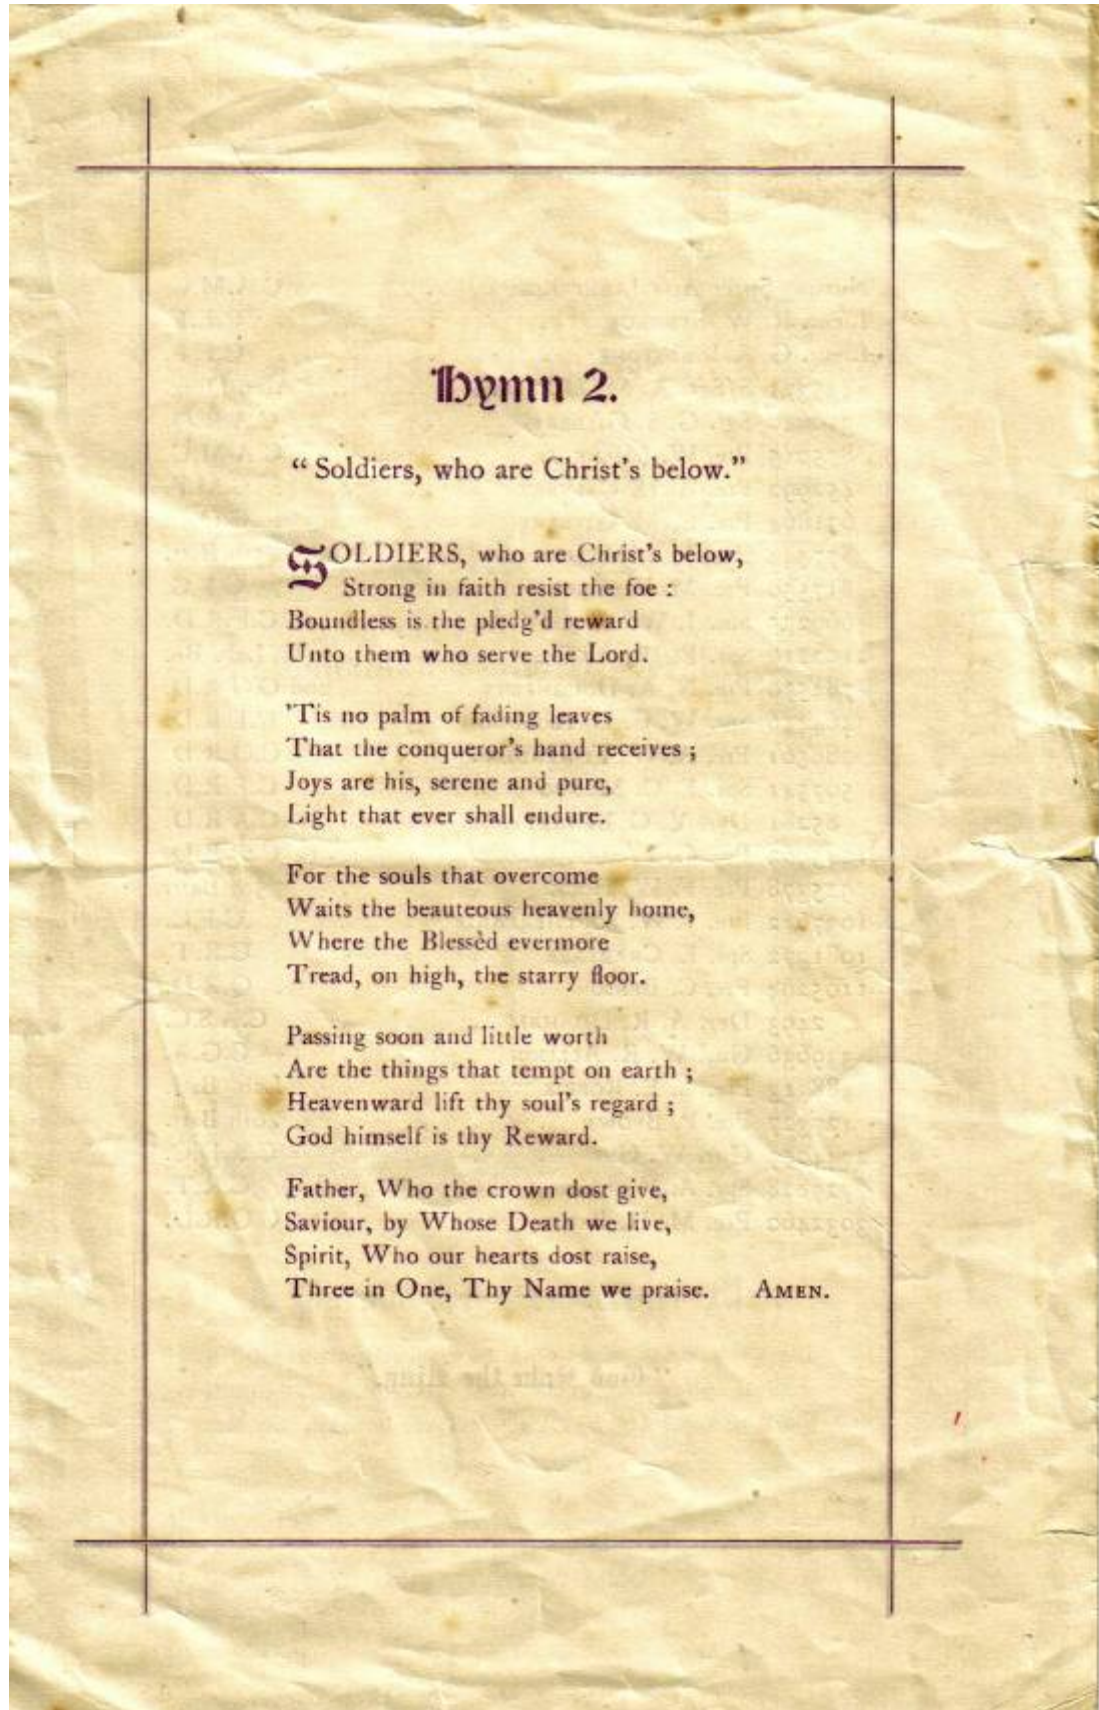 Hymn 2.
"Soldiers, who are Christ's below."
SOLDIERS, who are Christ's below,
Strong in faith resist the foe :
Boundless is the pledg'd reward
Unto them who serve the Lord.
'Tis no palm of fading leaves
That the conqueror's hand receives ;
Joys are his, serene and pure,
Light that ever shall endure.
For the souls that overcome
Waits the beauteous heavenly home,
Where the Blessèd evermore
Tread, on high, the starry floor.
Passing soon and little worth
Are the things that tempt on earth ;
Heavenward lift thy soul's regard ;
God himself is thy Reward.
Father, Who the crown dost give,
Saviour, by Whose Death we live,
Spirit, Who our hearts dost raise,
Three in One, Thy Name we praise. AMEN.